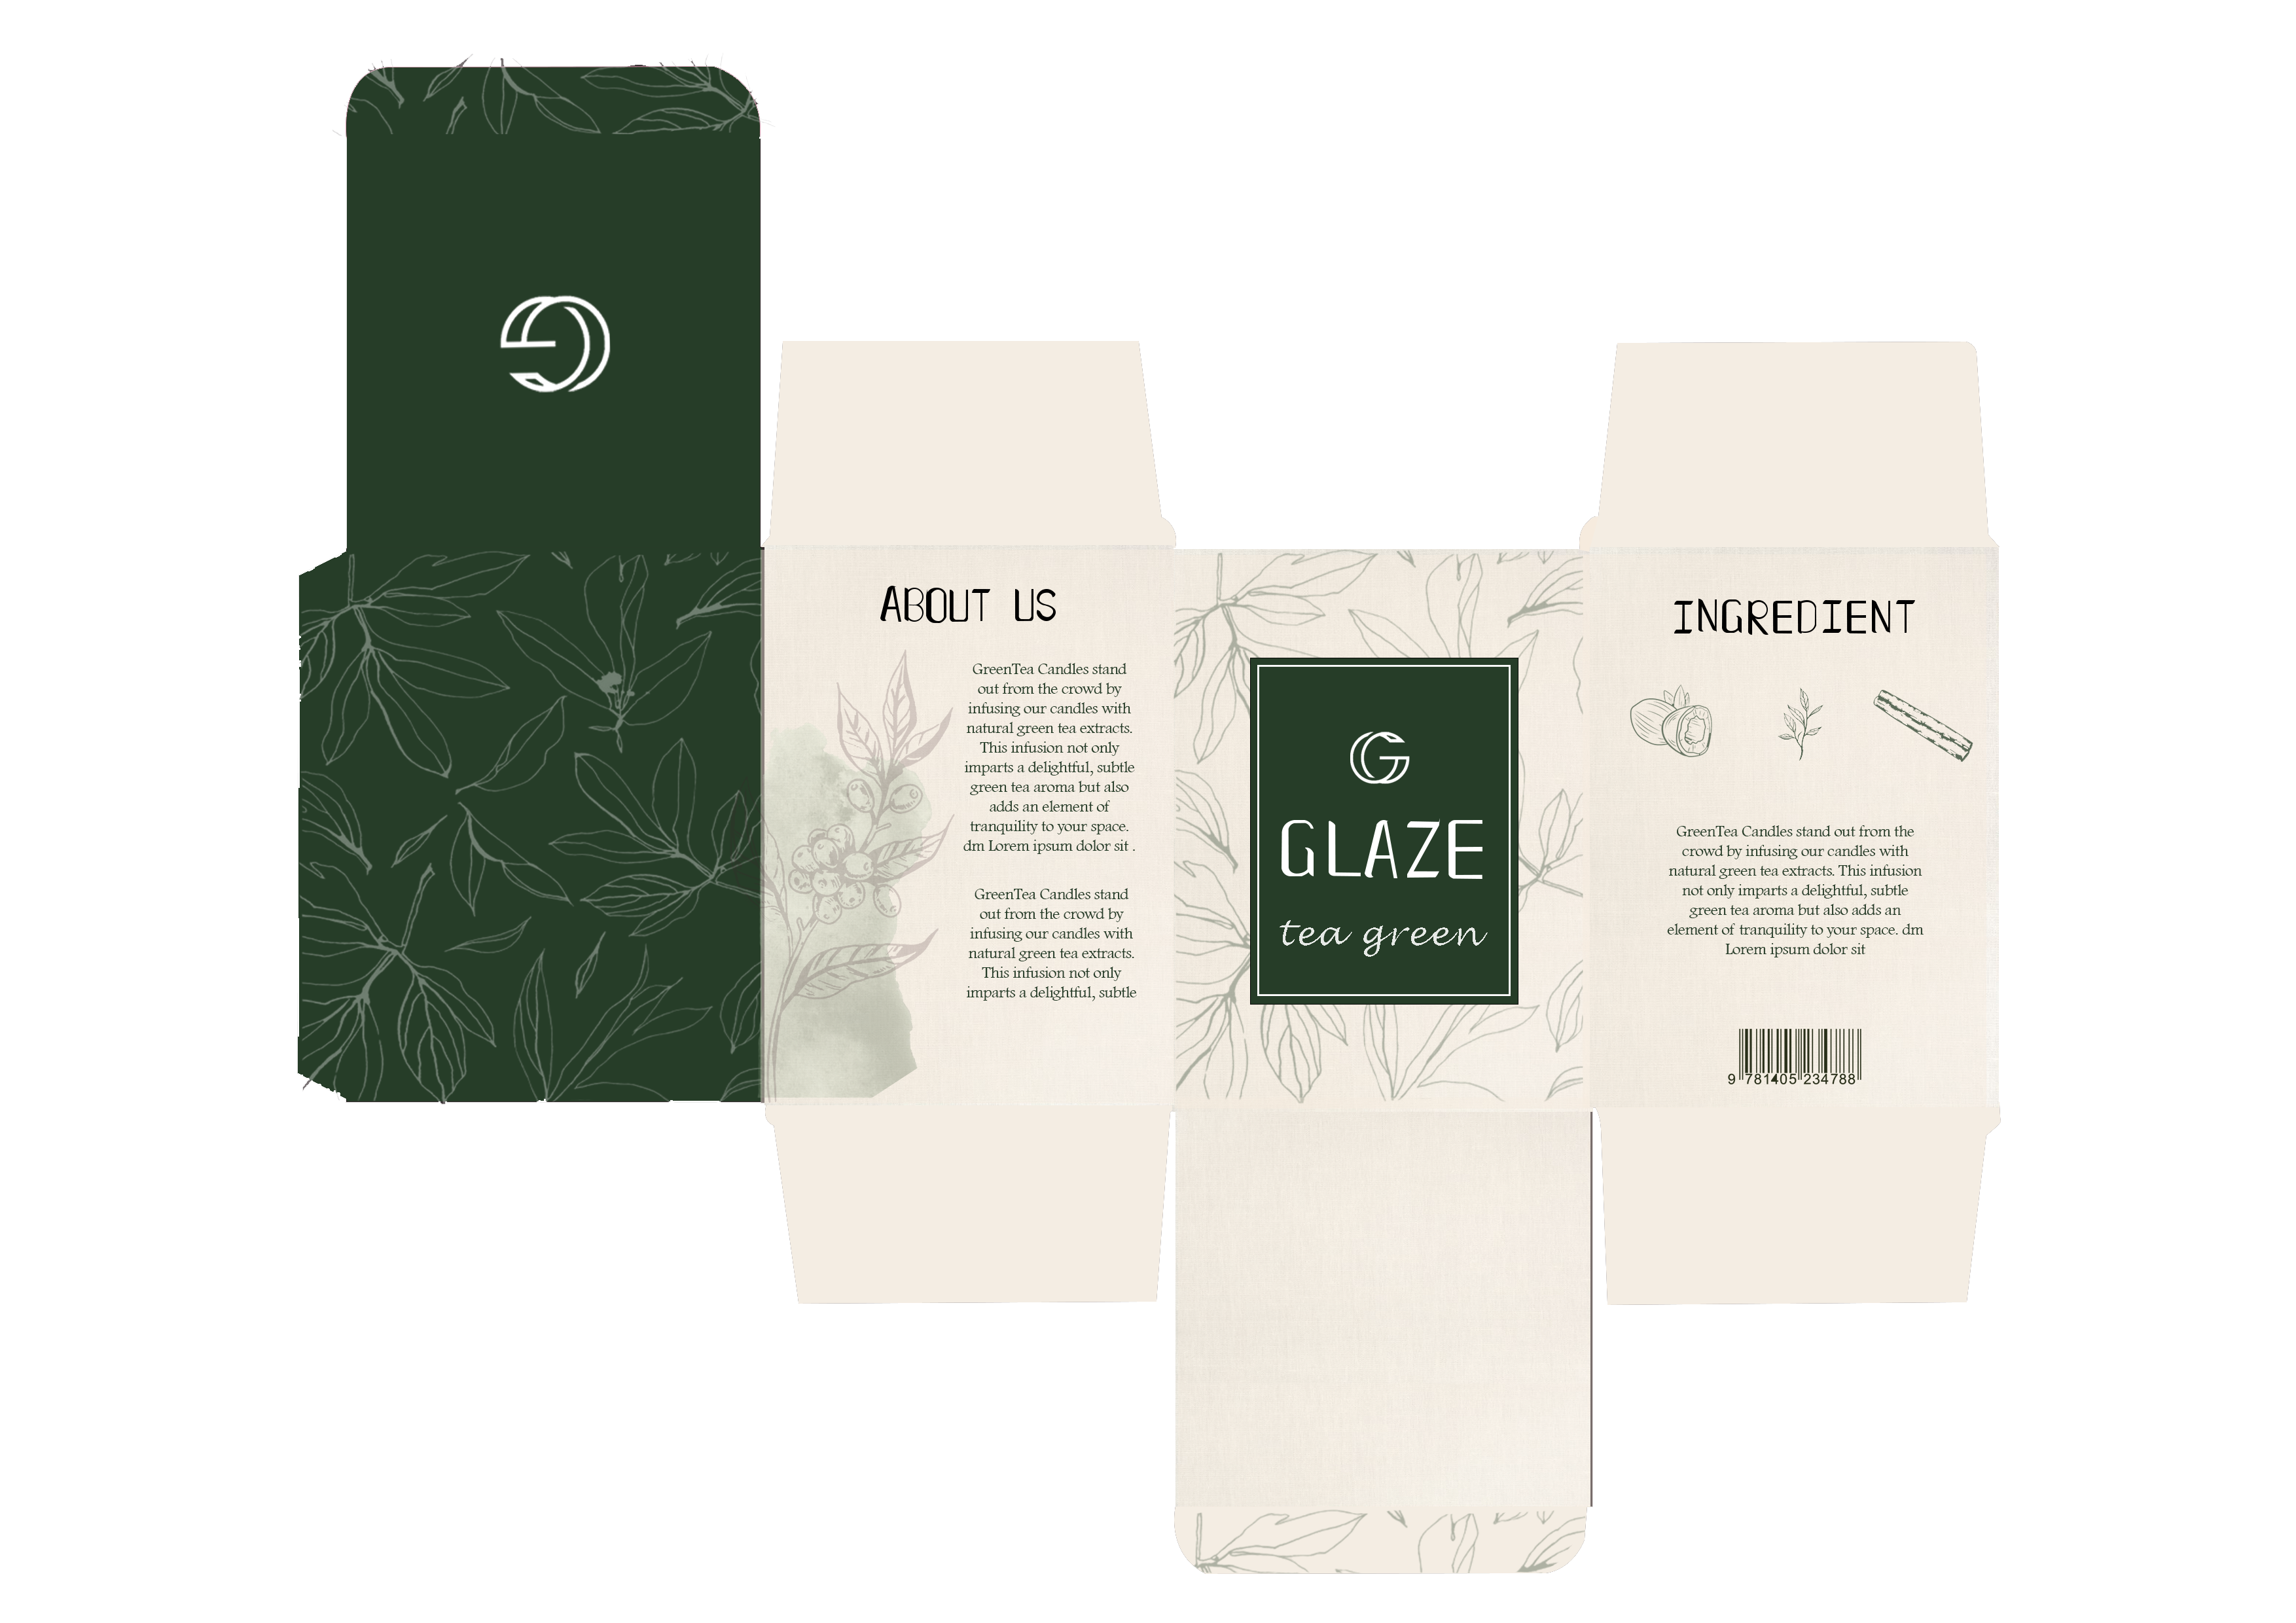 ABOUT US
GreenTea Candles stand
out from the crowd by
infusing our candles with
natural green tea extracts.
This infusion not only
imparts a delightful, subtle
green tea aroma but also
adds an element of
tranquility to your space.
dm Lorem ipsum dolor sit .
GreenTea Candles stand
out from the crowd by
infusing our candles with
natural green tea extracts.
This infusion not only
imparts a delightful, subtle
G
GLAZE
tea green
INGREDIENT
GreenTea Candles stand out from the
crowd by infusing our candles with
natural green tea extracts. This infusion
not only imparts a delightful, subtle
green tea aroma but also adds an
element of tranquility to your space. dm
Lorem ipsum dolor sit
9 781405 234788